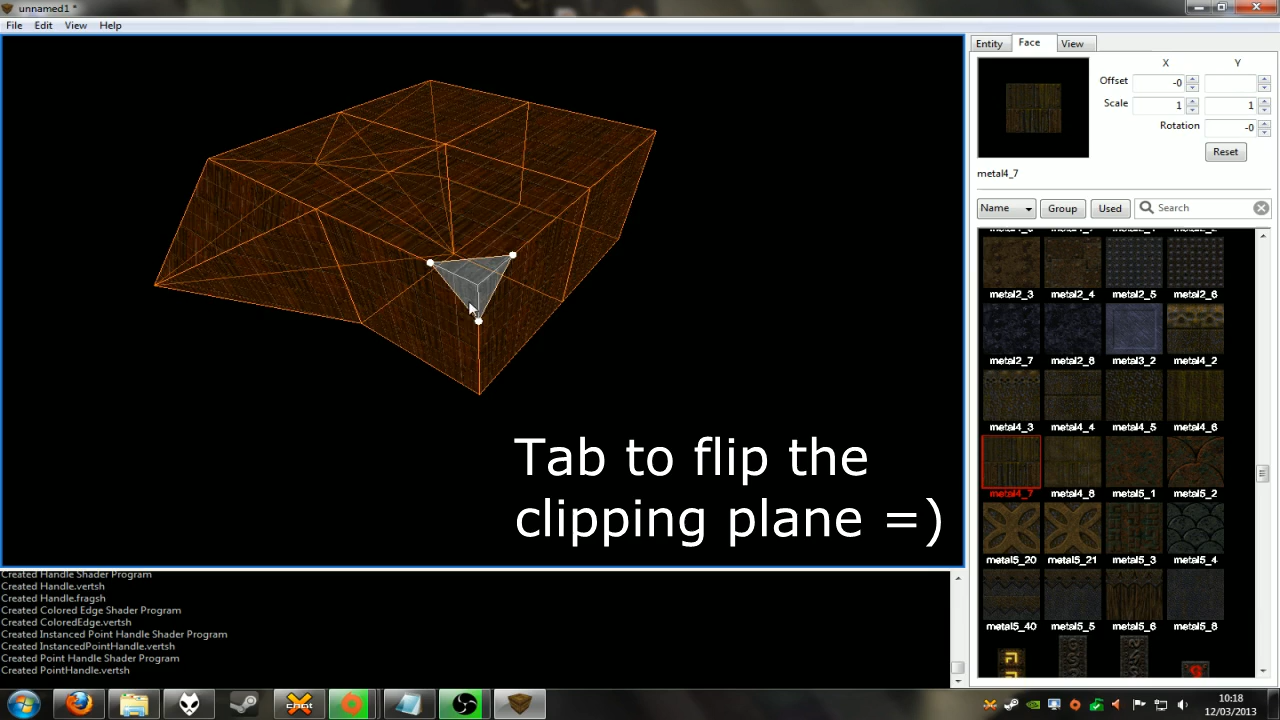 unnamed1 *
File Edit View Help
Entity Face View
X Y
Offset -0
Scale 1 1
Rotation -0
Reset
metal4_7
Name Group Used Search
metal2_3 metal2_4 metal2_5 metal2_6
metal2_7 metal2_8 metal3_2 metal4_2
metal4_3 metal4_4 metal4_5 metal4_6
metal4_7 metal4_8 metal5_1 metal5_2
metal5_20 metal5_21 metal5_3 metal5_4
metal5_40 metal5_5 metal5_6 metal5_8
Tab to flip the
clipping plane =)
Created Handle Shader Program
Created Handle.vertsh
Created Handle.fragsh
Created Colored Edge Shader Program
Created ColoredEdge.vertsh
Created Instanced Point Handle Shader Program
Created InstancedPointHandle.vertsh
Created Point Handle Shader Program
Created PointHandle.vertsh
10:18
12/03/2013